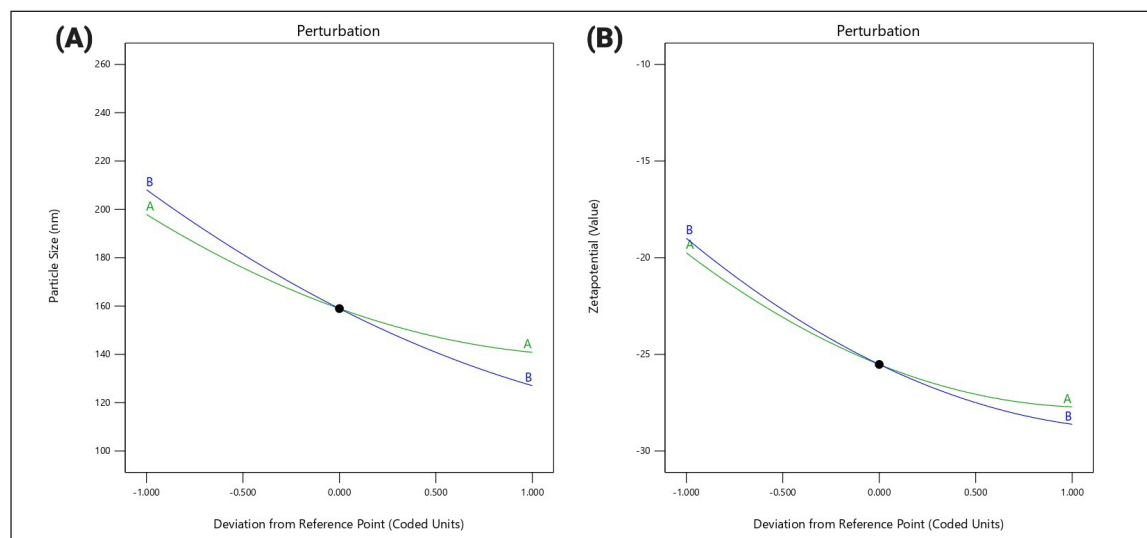 (A)
Perturbation
260
240
220
200
180
160
140
120
100
Particle Size (nm)
B
A
A
B
-1.000
-0.500
0.000
0.500
1.000
Deviation from Reference Point (Coded Units)
(B)
Perturbation
-10
-15
-20
-25
-30
Zetapotential (Value)
B
A
A
B
-1.000
-0.500
0.000
0.500
1.000
Deviation from Reference Point (Coded Units)